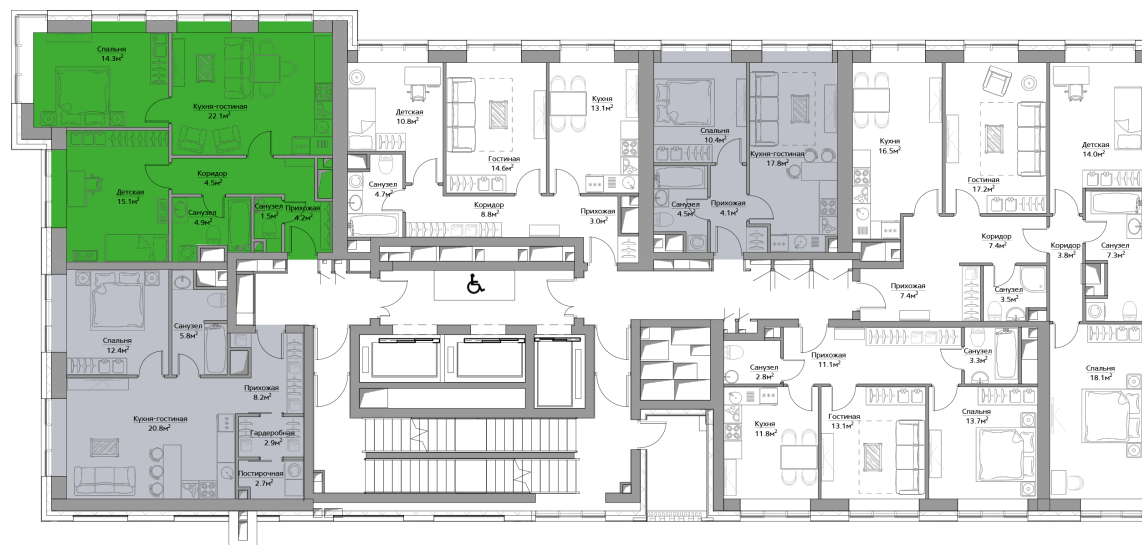 Спальня
14.3м²
Кухня-гостиная
22.1м²
Коридор
4.5м²
Детская
15.1м²
Санузел
4.9м²
Санузел
1.5м²
Прихожая
4.2м²
Детская
10.8м²
Гостиная
14.6м²
Кухня
13.1м²
Санузел
4.7м²
Коридор
8.8м²
Прихожая
3.0м²
Спальня
10.4м²
Кухня-гостиная
17.8м²
Санузел
4.5м²
Прихожая
4.1м²
Кухня
16.5м²
Гостиная
17.2м²
Детская
14.0м²
Коридор
7.4м²
Коридор
3.8м²
Санузел
7.3м²
Прихожая
7.4м²
Санузел
3.5м²
Спальня
18.1м²
Спальня
12.4м²
Санузел
5.8м²
Прихожая
8.2м²
Кухня-гостиная
20.8м²
Гардеробная
2.9м²
Постирочная
2.7м²
Санузел
2.8м²
Прихожая
11.1м²
Санузел
3.3м²
Кухня
11.8м²
Гостиная
13.1м²
Спальня
13.7м²